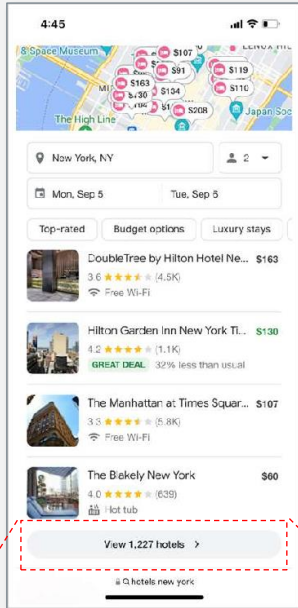 4:45
& Space Museum
$107
$91
$119
$163
$110
$130
$134
$208
The High Line
Japan Soc
New York, NY
2
Mon, Sep 5
Tue, Sep 6
Top-rated
Budget options
Luxury stays
DoubleTree by Hilton Hotel Ne... $163
3.6 (4.5K)
Free Wi-Fi
Hilton Garden Inn New York Ti... $130
4.2 (1.1K)
GREAT DEAL 32% less than usual
The Manhattan at Times Squar... $107
3.3 (5.8K)
Free Wi-Fi
The Blakely New York $60
4.0 (639)
Hot tub
View 1,227 hotels >
hotels new york